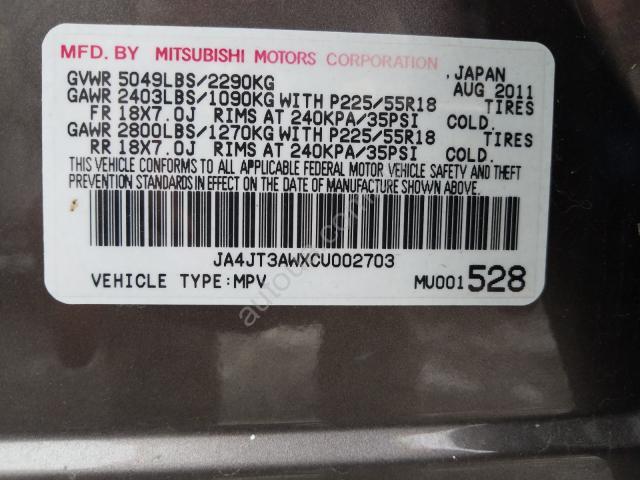 MFD. BY MITSUBISHI MOTORS CORPORATION
GVWR 5049LBS/2290KG , JAPAN
GAWR 2403LBS/1090KG WITH P225/55R18 AUG 2011
FR 18X7.0J RIMS AT 240KPA/35PSI TIRES COLD.
GAWR 2800LBS/1270KG WITH P225/55R18 TIRES
RR 18X7.0J RIMS AT 240KPA/35PSI COLD.
THIS VEHICLE CONFORMS TO ALL APPLICABLE FEDERAL MOTOR VEHICLE SAFETY AND THEFT
PREVENTION STANDARDS IN EFFECT ON THE DATE OF MANUFACTURE SHOWN ABOVE.
JA4JT3AWXCU002703
VEHICLE TYPE:MPV MU001528